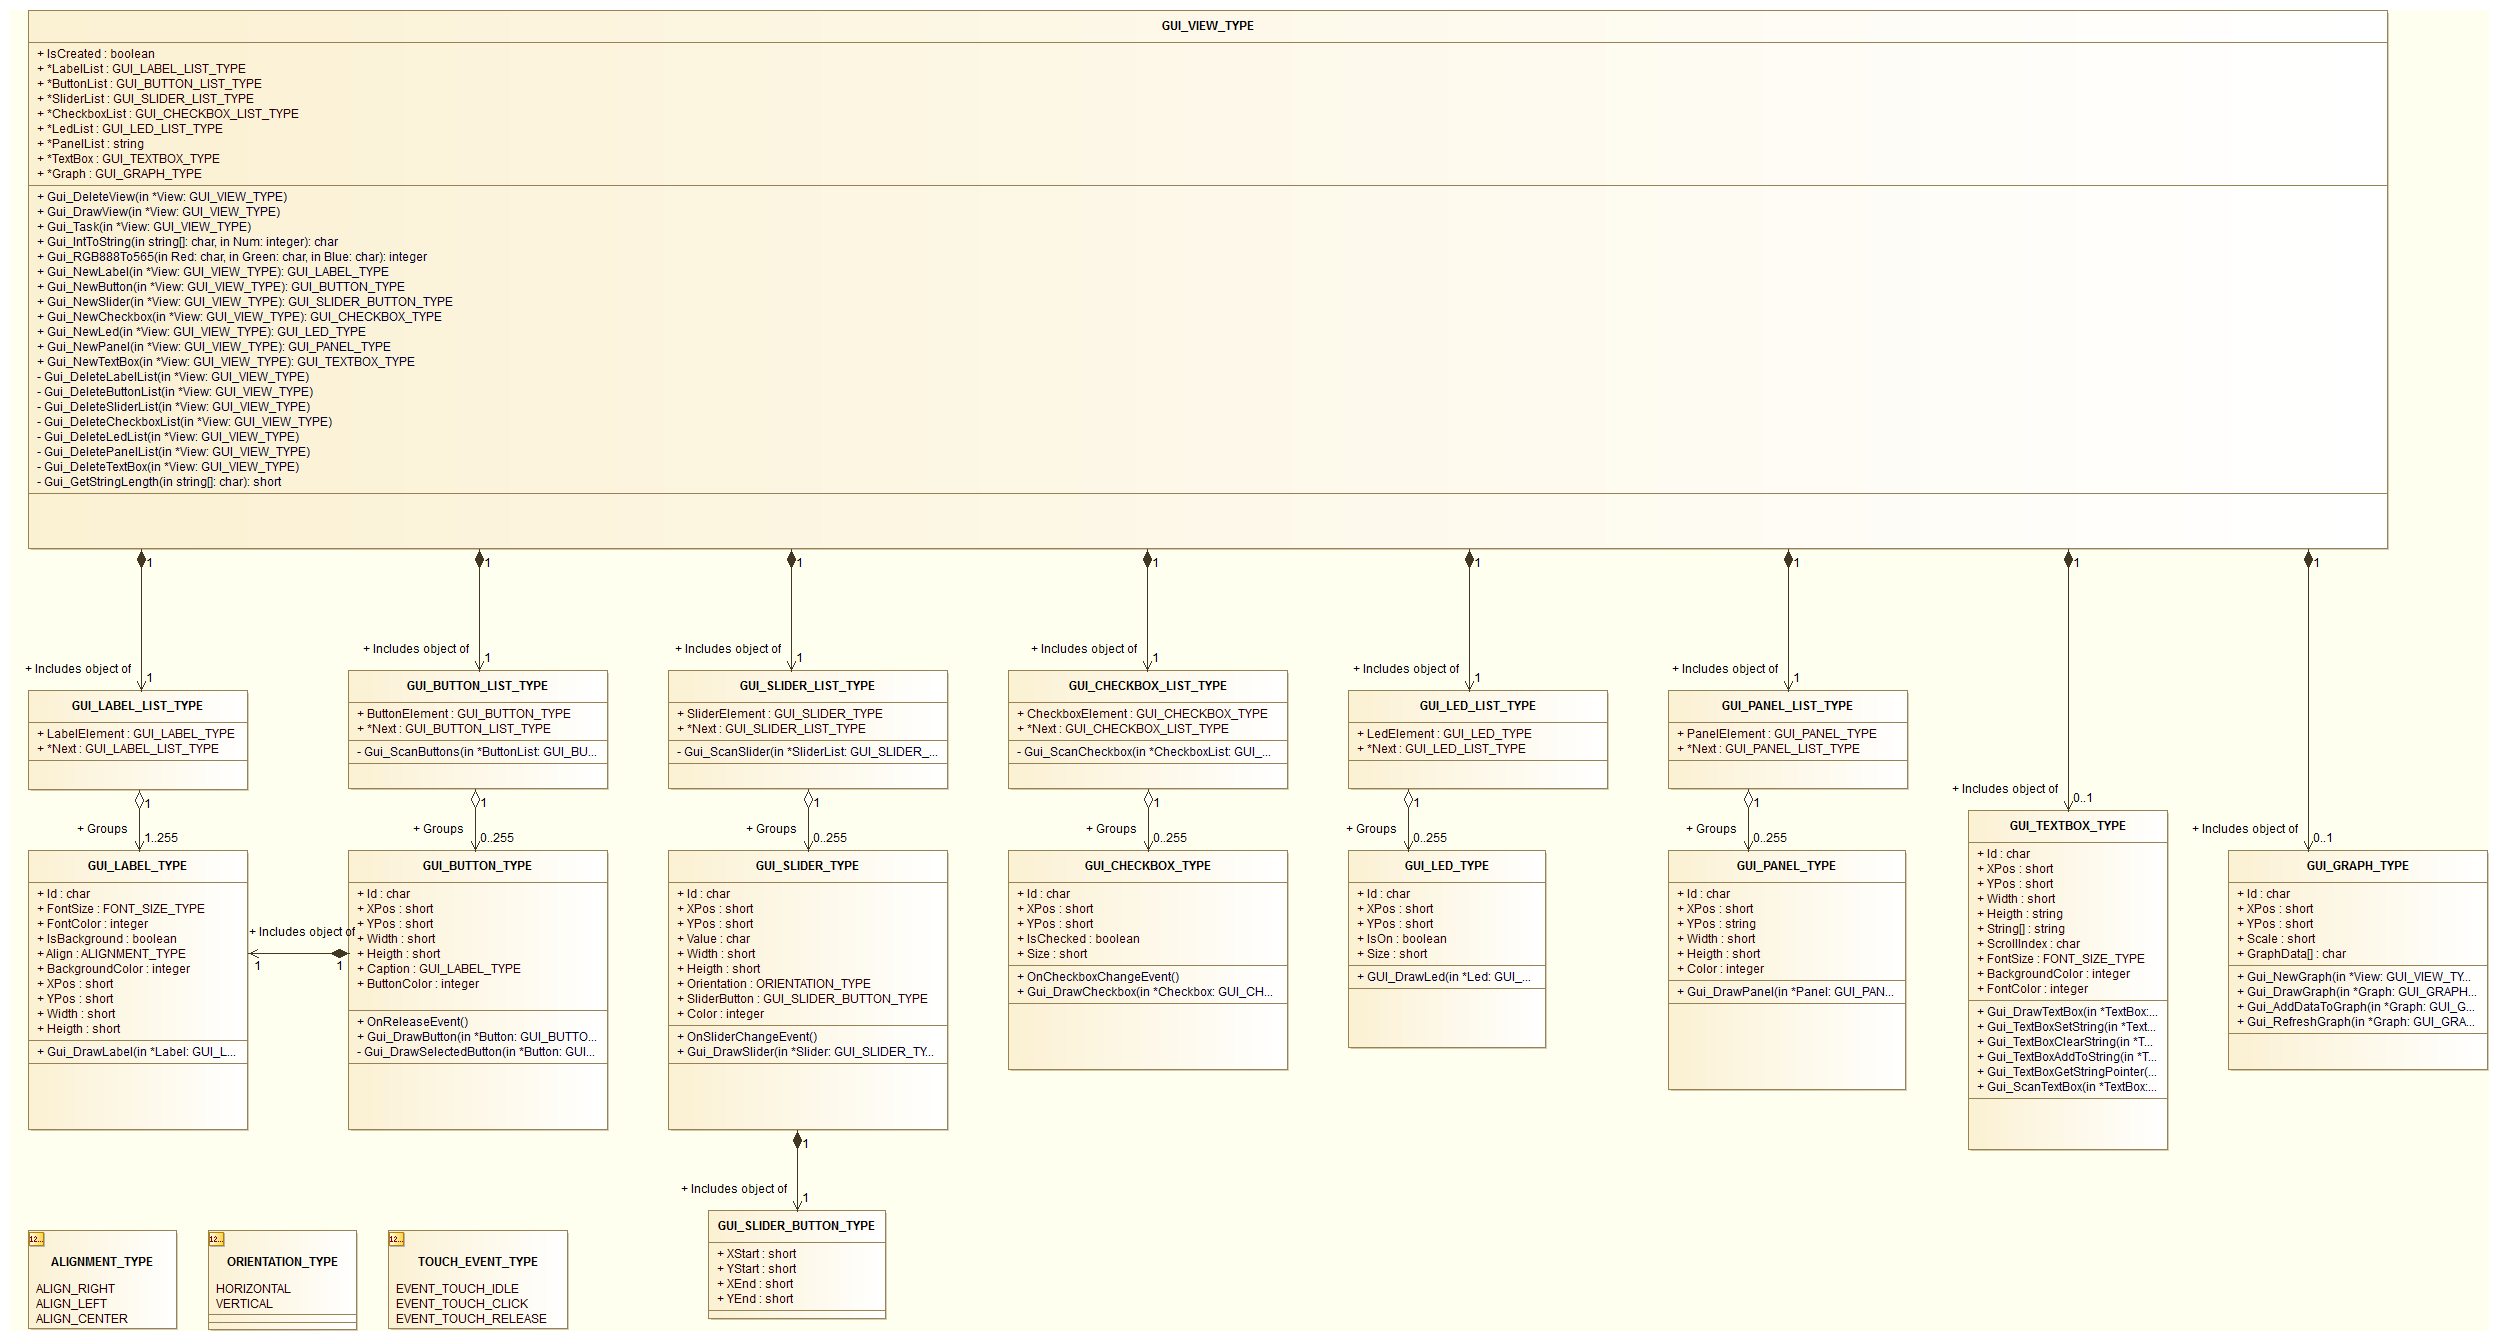 GUI_VIEW_TYPE
+ IsCreated : boolean
+ *LabelList : GUI_LABEL_LIST_TYPE
+ *ButtonList : GUI_BUTTON_LIST_TYPE
+ *SliderList : GUI_SLIDER_LIST_TYPE
+ *CheckboxList : GUI_CHECKBOX_LIST_TYPE
+ *LedList : GUI_LED_LIST_TYPE
+ *PanelList : string
+ *TextBox : GUI_TEXTBOX_TYPE
+ *Graph : GUI_GRAPH_TYPE
+ Gui_DeleteView(in *View: GUI_VIEW_TYPE)
+ Gui_DrawView(in *View: GUI_VIEW_TYPE)
+ Gui_Task(in *View: GUI_VIEW_TYPE)
+ Gui_IntToString(in string[]: char, in Num: integer): char
+ Gui_RGB888To565(in Red: char, in Green: char, in Blue: char): integer
+ Gui_NewLabel(in *View: GUI_VIEW_TYPE): GUI_LABEL_TYPE
+ Gui_NewButton(in *View: GUI_VIEW_TYPE): GUI_BUTTON_TYPE
+ Gui_NewSlider(in *View: GUI_VIEW_TYPE): GUI_SLIDER_BUTTON_TYPE
+ Gui_NewCheckbox(in *View: GUI_VIEW_TYPE): GUI_CHECKBOX_TYPE
+ Gui_NewLed(in *View: GUI_VIEW_TYPE): GUI_LED_TYPE
+ Gui_NewPanel(in *View: GUI_VIEW_TYPE): GUI_PANEL_TYPE
+ Gui_NewTextBox(in *View: GUI_VIEW_TYPE): GUI_TEXTBOX_TYPE
- Gui_DeleteLabelList(in *View: GUI_VIEW_TYPE)
- Gui_DeleteButtonList(in *View: GUI_VIEW_TYPE)
- Gui_DeleteSliderList(in *View: GUI_VIEW_TYPE)
- Gui_DeleteCheckboxList(in *View: GUI_VIEW_TYPE)
- Gui_DeleteLedList(in *View: GUI_VIEW_TYPE)
- Gui_DeletePanelList(in *View: GUI_VIEW_TYPE)
- Gui_DeleteTextBox(in *View: GUI_VIEW_TYPE)
- Gui_GetStringLength(in string[]: char): short
1
+ Includes object of
1
1
+ Includes object of
1
1
+ Includes object of
1
1
+ Includes object of
1
1
+ Includes object of
1
1
+ Includes object of
1
1
+ Includes object of
0..1
1
+ Includes object of
0..1
GUI_LABEL_LIST_TYPE
+ LabelElement : GUI_LABEL_TYPE
+ *Next : GUI_LABEL_LIST_TYPE
1
+ Groups
1..255
GUI_BUTTON_LIST_TYPE
+ ButtonElement : GUI_BUTTON_TYPE
+ *Next : GUI_BUTTON_LIST_TYPE
- Gui_ScanButtons(in *ButtonList: GUI_BU...
1
+ Groups
0..255
GUI_SLIDER_LIST_TYPE
+ SliderElement : GUI_SLIDER_TYPE
+ *Next : GUI_SLIDER_LIST_TYPE
- Gui_ScanSlider(in *SliderList: GUI_SLIDER_...
1
+ Groups
0..255
GUI_CHECKBOX_LIST_TYPE
+ CheckboxElement : GUI_CHECKBOX_TYPE
+ *Next : GUI_CHECKBOX_LIST_TYPE
- Gui_ScanCheckbox(in *CheckboxList: GUI_...
1
+ Groups
0..255
GUI_LED_LIST_TYPE
+ LedElement : GUI_LED_TYPE
+ *Next : GUI_LED_LIST_TYPE
1
+ Groups
0..255
GUI_PANEL_LIST_TYPE
+ PanelElement : GUI_PANEL_TYPE
+ *Next : GUI_PANEL_LIST_TYPE
1
+ Groups
0..255
GUI_LABEL_TYPE
+ Id : char
+ FontSize : FONT_SIZE_TYPE
+ FontColor : integer
+ IsBackground : boolean
+ Align : ALIGNMENT_TYPE
+ BackgroundColor : integer
+ XPos : short
+ YPos : short
+ Width : short
+ Heigth : short
+ Gui_DrawLabel(in *Label: GUI_L...
+ Includes object of
1
1
GUI_BUTTON_TYPE
+ Id : char
+ XPos : short
+ YPos : short
+ Width : short
+ Heigth : short
+ Caption : GUI_LABEL_TYPE
+ ButtonColor : integer
+ OnReleaseEvent()
+ Gui_DrawButton(in *Button: GUI_BUTTO...
- Gui_DrawSelectedButton(in *Button: GUI...
GUI_SLIDER_TYPE
+ Id : char
+ XPos : short
+ YPos : short
+ Value : char
+ Width : short
+ Heigth : short
+ Orientation : ORIENTATION_TYPE
+ SliderButton : GUI_SLIDER_BUTTON_TYPE
+ Color : integer
+ OnSliderChangeEvent()
+ Gui_DrawSlider(in *Slider: GUI_SLIDER_TY...
GUI_CHECKBOX_TYPE
+ Id : char
+ XPos : short
+ YPos : short
+ IsChecked : boolean
+ Size : short
+ OnCheckboxChangeEvent()
+ Gui_DrawCheckbox(in *Checkbox: GUI_CH...
GUI_LED_TYPE
+ Id : char
+ XPos : short
+ YPos : short
+ IsOn : boolean
+ Size : short
+ GUI_DrawLed(in *Led: GUI_...
GUI_PANEL_TYPE
+ Id : char
+ XPos : short
+ YPos : string
+ Width : short
+ Heigth : short
+ Color : integer
+ Gui_DrawPanel(in *Panel: GUI_PAN...
GUI_TEXTBOX_TYPE
+ Id : char
+ XPos : short
+ YPos : short
+ Width : short
+ Heigth : string
+ String[] : string
+ ScrollIndex : char
+ FontSize : FONT_SIZE_TYPE
+ BackgroundColor : integer
+ FontColor : integer
+ Gui_DrawTextBox(in *TextBox:...
+ Gui_TextBoxSetString(in *Text...
+ Gui_TextBoxClearString(in *T...
+ Gui_TextBoxAddToString(in *T...
+ Gui_TextBoxGetStringPointer(...
+ Gui_ScanTextBox(in *TextBox:...
GUI_GRAPH_TYPE
+ Id : char
+ XPos : short
+ YPos : short
+ Scale : short
+ GraphData[] : char
+ Gui_NewGraph(in *View: GUI_VIEW_TY...
+ Gui_DrawGraph(in *Graph: GUI_GRAPH...
+ Gui_AddDataToGraph(in *Graph: GUI_G...
+ Gui_RefreshGraph(in *Graph: GUI_GRA...
1
+ Includes object of
1
GUI_SLIDER_BUTTON_TYPE
+ XStart : short
+ YStart : short
+ XEnd : short
+ YEnd : short
12...
ALIGNMENT_TYPE
ALIGN_RIGHT
ALIGN_LEFT
ALIGN_CENTER
12...
ORIENTATION_TYPE
HORIZONTAL
VERTICAL
12...
TOUCH_EVENT_TYPE
EVENT_TOUCH_IDLE
EVENT_TOUCH_CLICK
EVENT_TOUCH_RELEASE